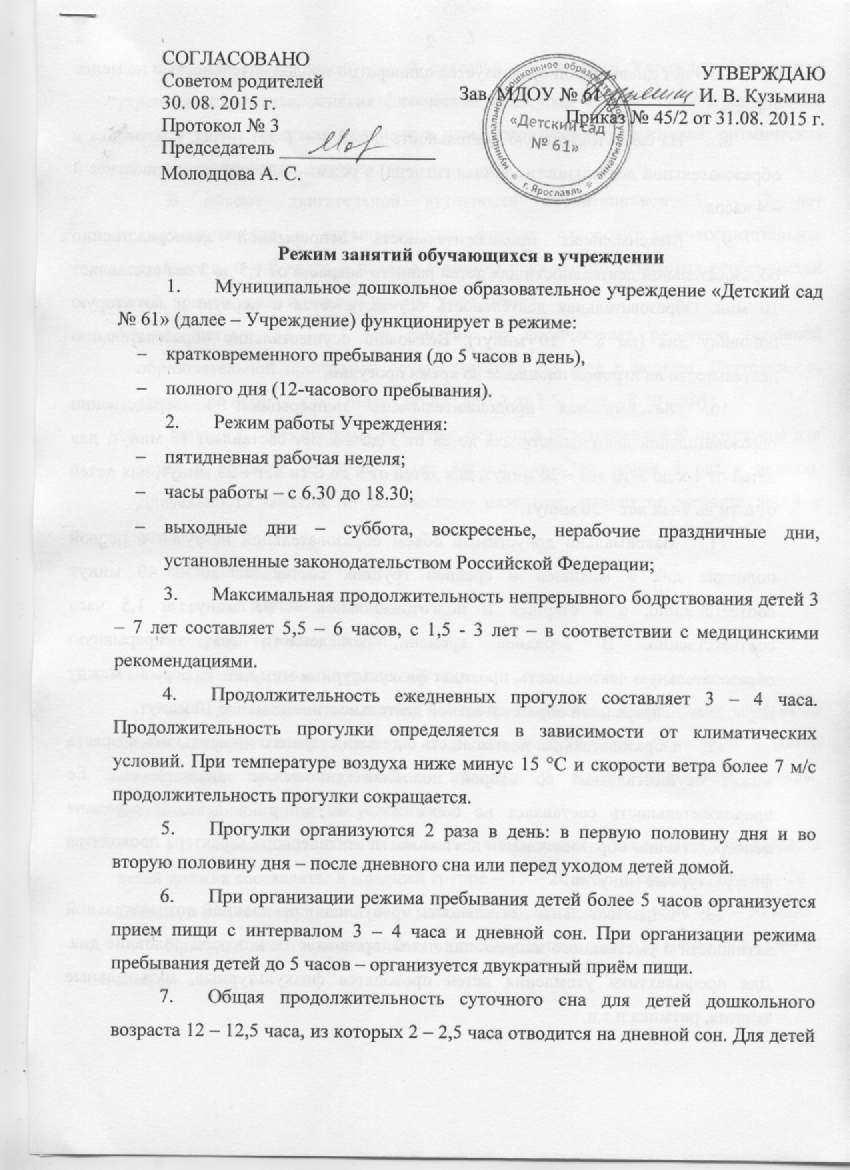 СОГЛАСОВАНО
Советом родителей
30. 08. 2015 г.
Протокол № 3
Председатель
Молодцова А. С.
УТВЕРЖДАЮ
Зав. МДОУ № 61 И. В. Кузьмина
Приказ № 45/2 от 31.08. 2015 г.
муниципальное дошкольное образовательное учреждение
«Детский сад
№ 61»
г. Ярославль
Режим занятий обучающихся в учреждении
1. Муниципальное дошкольное образовательное учреждение «Детский сад
№ 61» (далее – Учреждение) функционирует в режиме:
– кратковременного пребывания (до 5 часов в день),
– полного дня (12-часового пребывания).
2. Режим работы Учреждения:
– пятидневная рабочая неделя;
– часы работы – с 6.30 до 18.30;
– выходные дни – суббота, воскресенье, нерабочие праздничные дни,
установленные законодательством Российской Федерации;
3. Максимальная продолжительность непрерывного бодрствования детей 3
– 7 лет составляет 5,5 – 6 часов, с 1,5 - 3 лет – в соответствии с медицинскими
рекомендациями.
4. Продолжительность ежедневных прогулок составляет 3 – 4 часа.
Продолжительность прогулки определяется в зависимости от климатических
условий. При температуре воздуха ниже минус 15 °С и скорости ветра более 7 м/с
продолжительность прогулки сокращается.
5. Прогулки организуются 2 раза в день: в первую половину дня и во
вторую половину дня – после дневного сна или перед уходом детей домой.
6. При организации режима пребывания детей более 5 часов организуется
прием пищи с интервалом 3 – 4 часа и дневной сон. При организации режима
пребывания детей до 5 часов – организуется двукратный приём пищи.
7. Общая продолжительность суточного сна для детей дошкольного
возраста 12 – 12,5 часа, из которых 2 – 2,5 часа отводится на дневной сон. Для детей